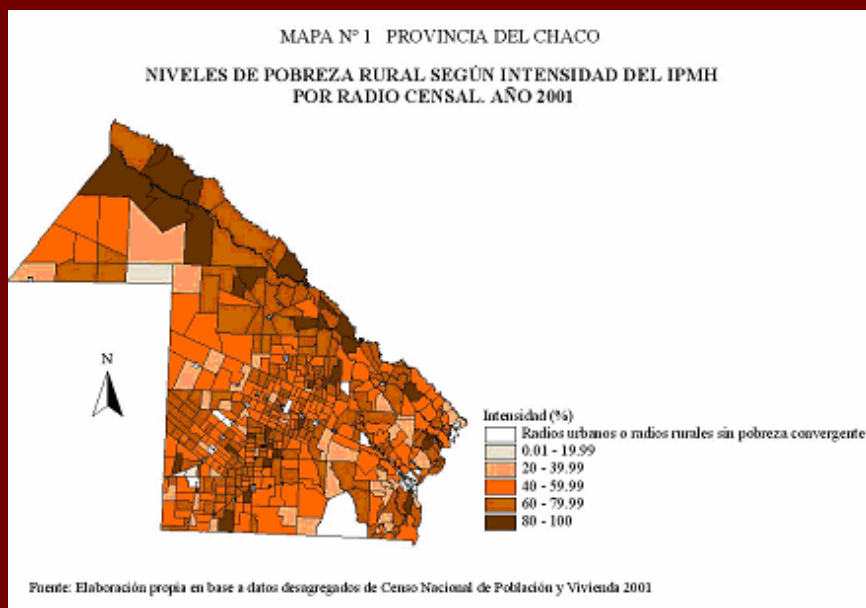 MAPA Nº 1 PROVINCIA DEL CHACO
NIVELES DE POBREZA RURAL SEGÚN INTENSIDAD DEL IPMH
POR RADIO CENSAL. AÑO 2001
N
Intensidad (%)
Radios urbanos o radios rurales sin pobreza convergente
0.01 - 19.99
20 - 39.99
40 - 59.99
60 - 79.99
80 - 100
Fuente: Elaboración propia en base a datos desagregados de Censo Nacional de Población y Vivienda 2001